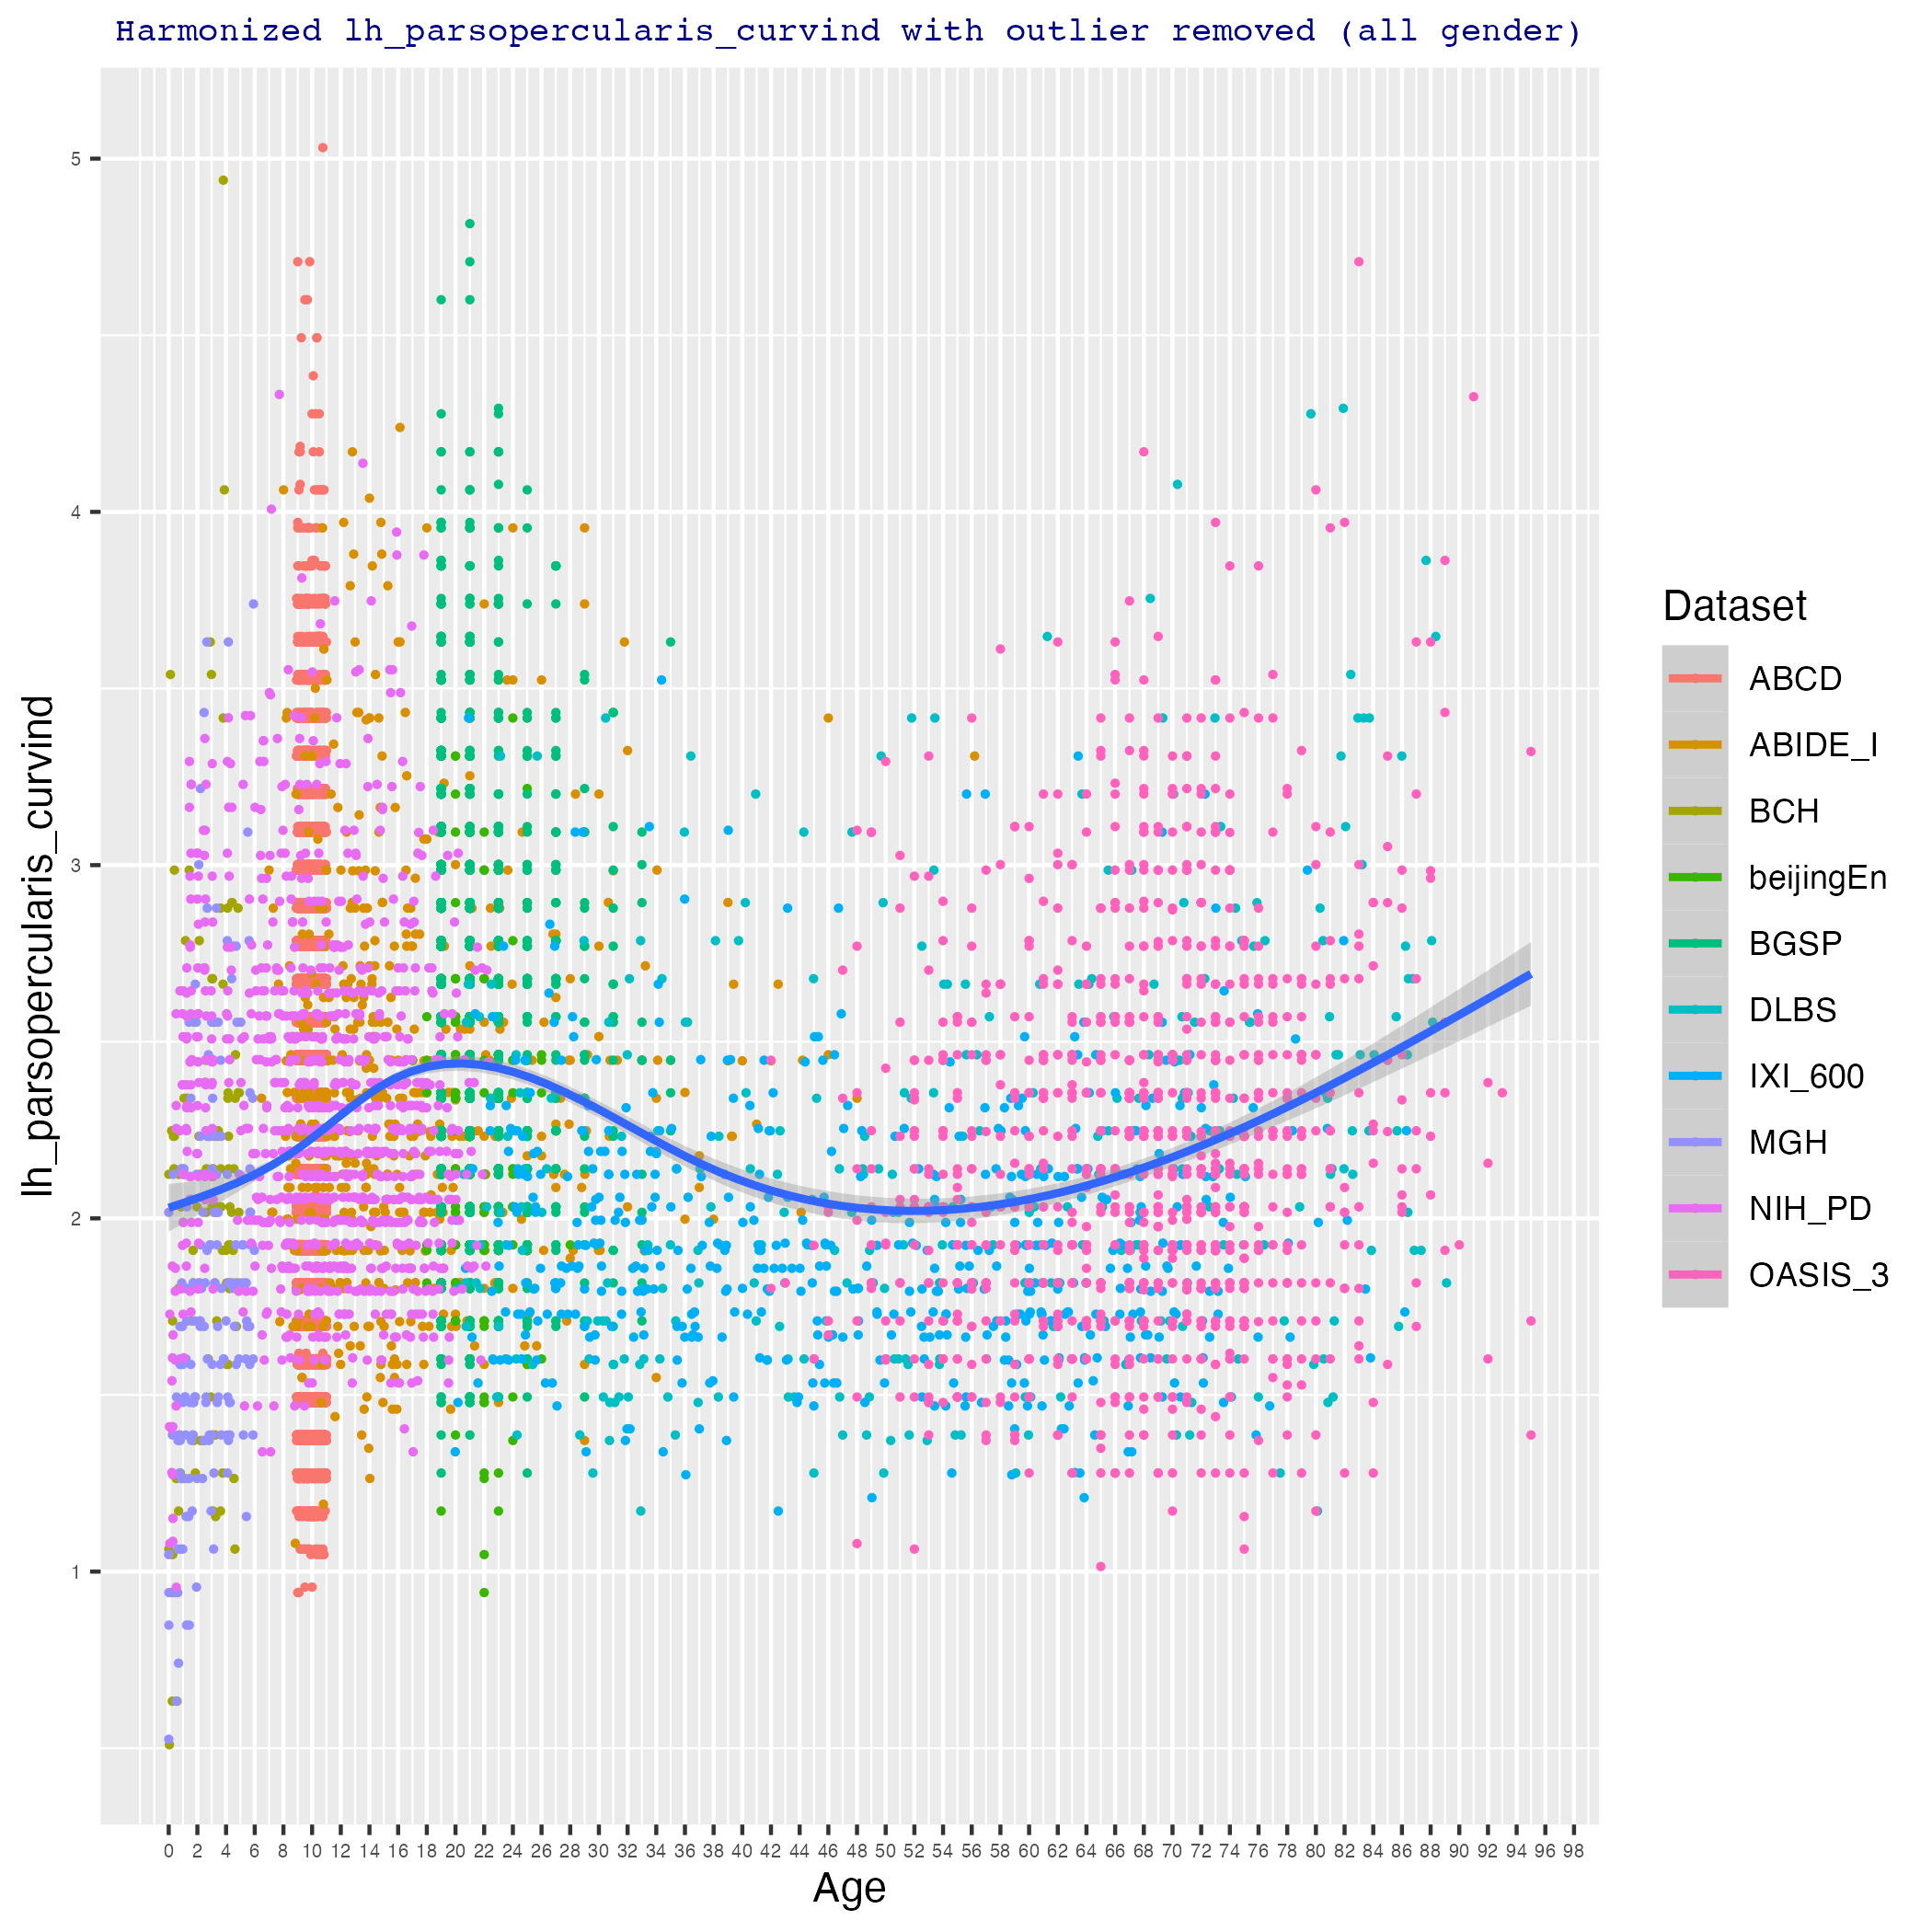 Harmonized lh_parsopercularis_curvind with outlier removed (all gender)
lh_parsopercularis_curvind
5
4
3
2
1
0 2 4 6 8 10 12 14 16 18 20 22 24 26 28 30 32 34 36 38 40 42 44 46 48 50 52 54 56 58 60 62 64 66 68 70 72 74 76 78 80 82 84 86 88 90 92 94 96 98
Age
Dataset
ABCD
ABIDE_I
BCH
beijingEn
BGSP
DLBS
IXI_600
MGH
NIH_PD
OASIS_3